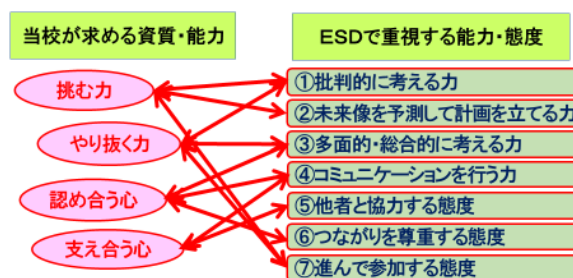 当校が求める資質・能力
ESDで重視する能力・態度
挑む力
やり抜く力
認め合う心
支え合う心
①批判的に考える力
②未来像を予測して計画を立てる力
③多面的・総合的に考える力
④コミュニケーションを行う力
⑤他者と協力する態度
⑥つながりを尊重する態度
⑦進んで参加する態度